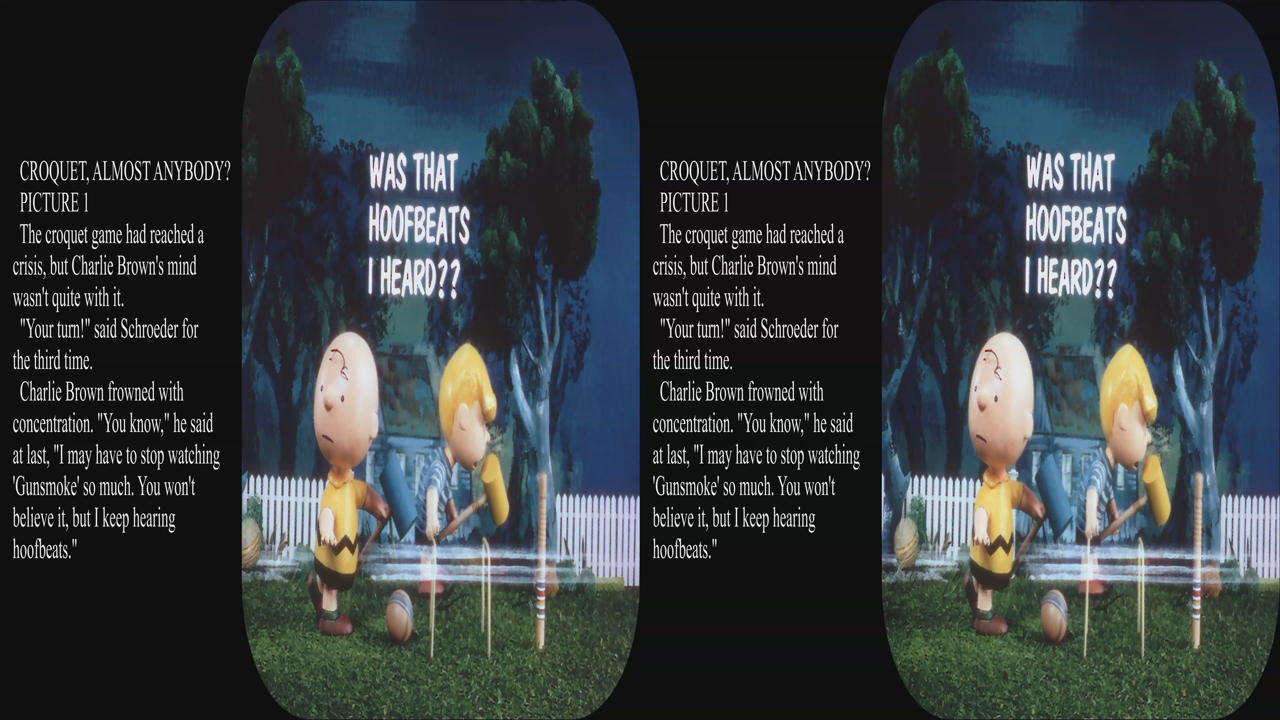 CROQUET, ALMOST ANYBODY?
PICTURE 1
The croquet game had reached a
crisis, but Charlie Brown's mind
wasn't quite with it.
"Your turn!" said Schroeder for
the third time.
Charlie Brown frowned with
concentration. "You know," he said
at last, "I may have to stop watching
'Gunsmoke' so much. You won't
believe it, but I keep hearing
hoofbeats."
WAS THAT
HOOFBEATS
I HEARD??
CROQUET, ALMOST ANYBODY?
PICTURE 1
The croquet game had reached a
crisis, but Charlie Brown's mind
wasn't quite with it.
"Your turn!" said Schroeder for
the third time.
Charlie Brown frowned with
concentration. "You know," he said
at last, "I may have to stop watching
'Gunsmoke' so much. You won't
believe it, but I keep hearing
hoofbeats."
WAS THAT
HOOFBEATS
I HEARD??